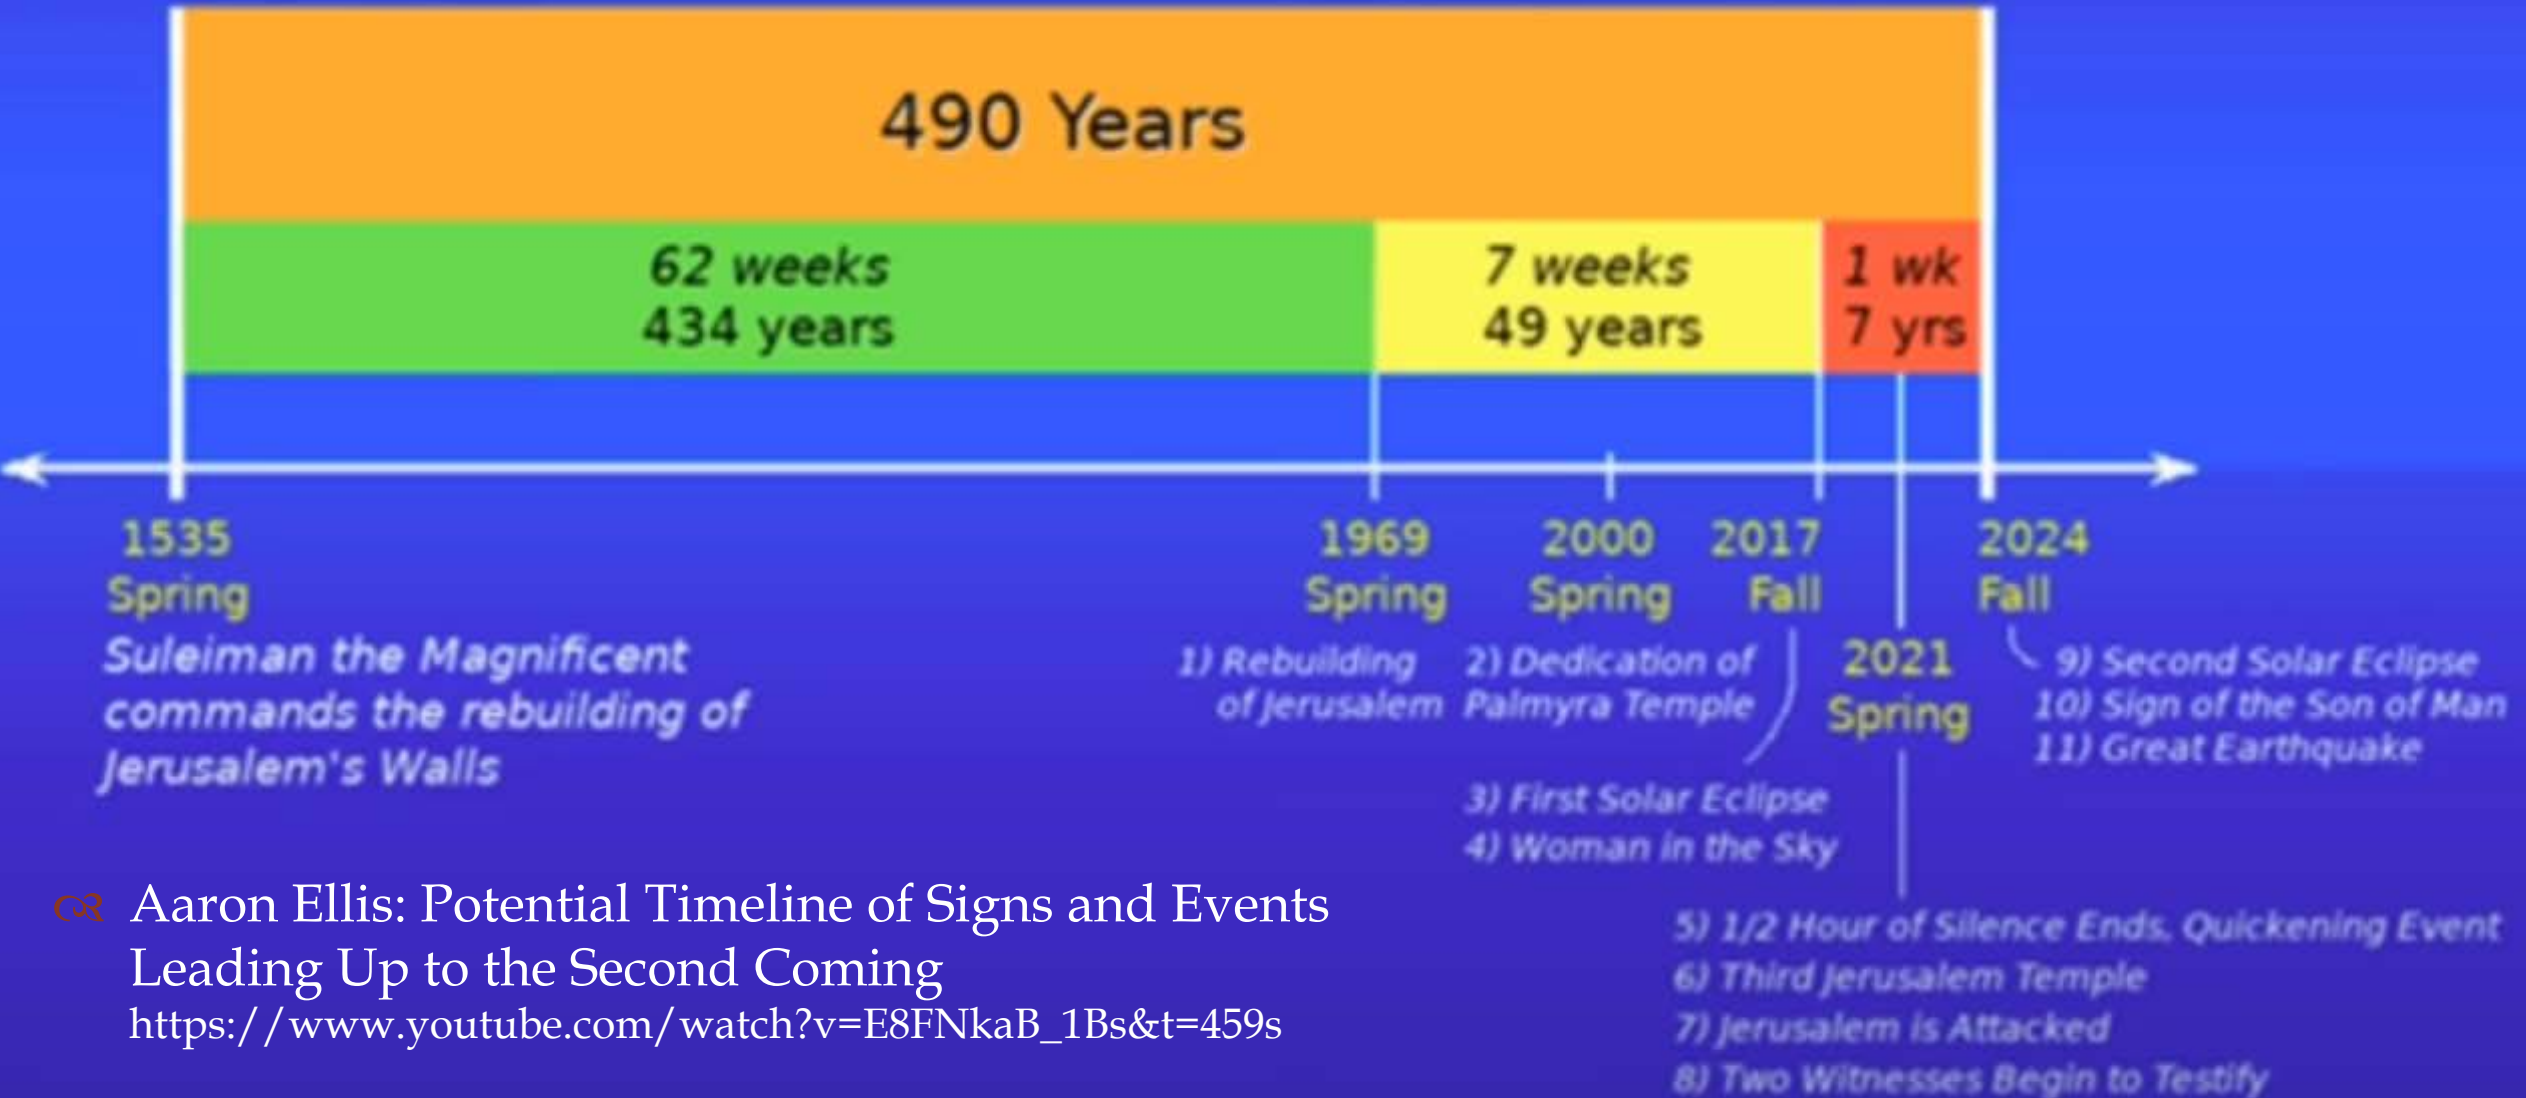 490 Years
62 weeks
434 years
7 weeks
49 years
1 wk
7 yrs
1535
Spring
Suleiman the Magnificent
commands the rebuilding of
Jerusalem's Walls
1969
Spring
1) Rebuilding
of Jerusalem
2000
Spring
2) Dedication of
Palmyra Temple
2017
Fall
3) First Solar Eclipse
4) Woman in the Sky
2021
Spring
5) 1/2 Hour of Silence Ends, Quickening Event
6) Third Jerusalem Temple
7) Jerusalem is Attacked
8) Two Witnesses Begin to Testify
2024
Fall
9) Second Solar Eclipse
10) Sign of the Son of Man
11) Great Earthquake
Aaron Ellis: Potential Timeline of Signs and Events
Leading Up to the Second Coming
https://www.youtube.com/watch?v=E8FNkaB_1Bs&t=459s